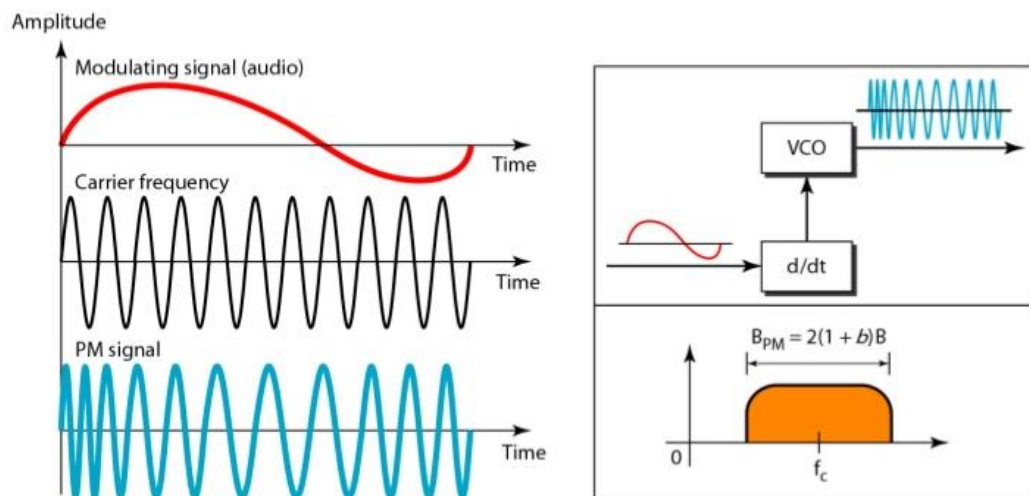 Amplitude
Modulating signal (audio)
Time
Carrier frequency
Time
PM signal
Time
VCO
d/dt
B_PM = 2(1 + b)B
0
f_c